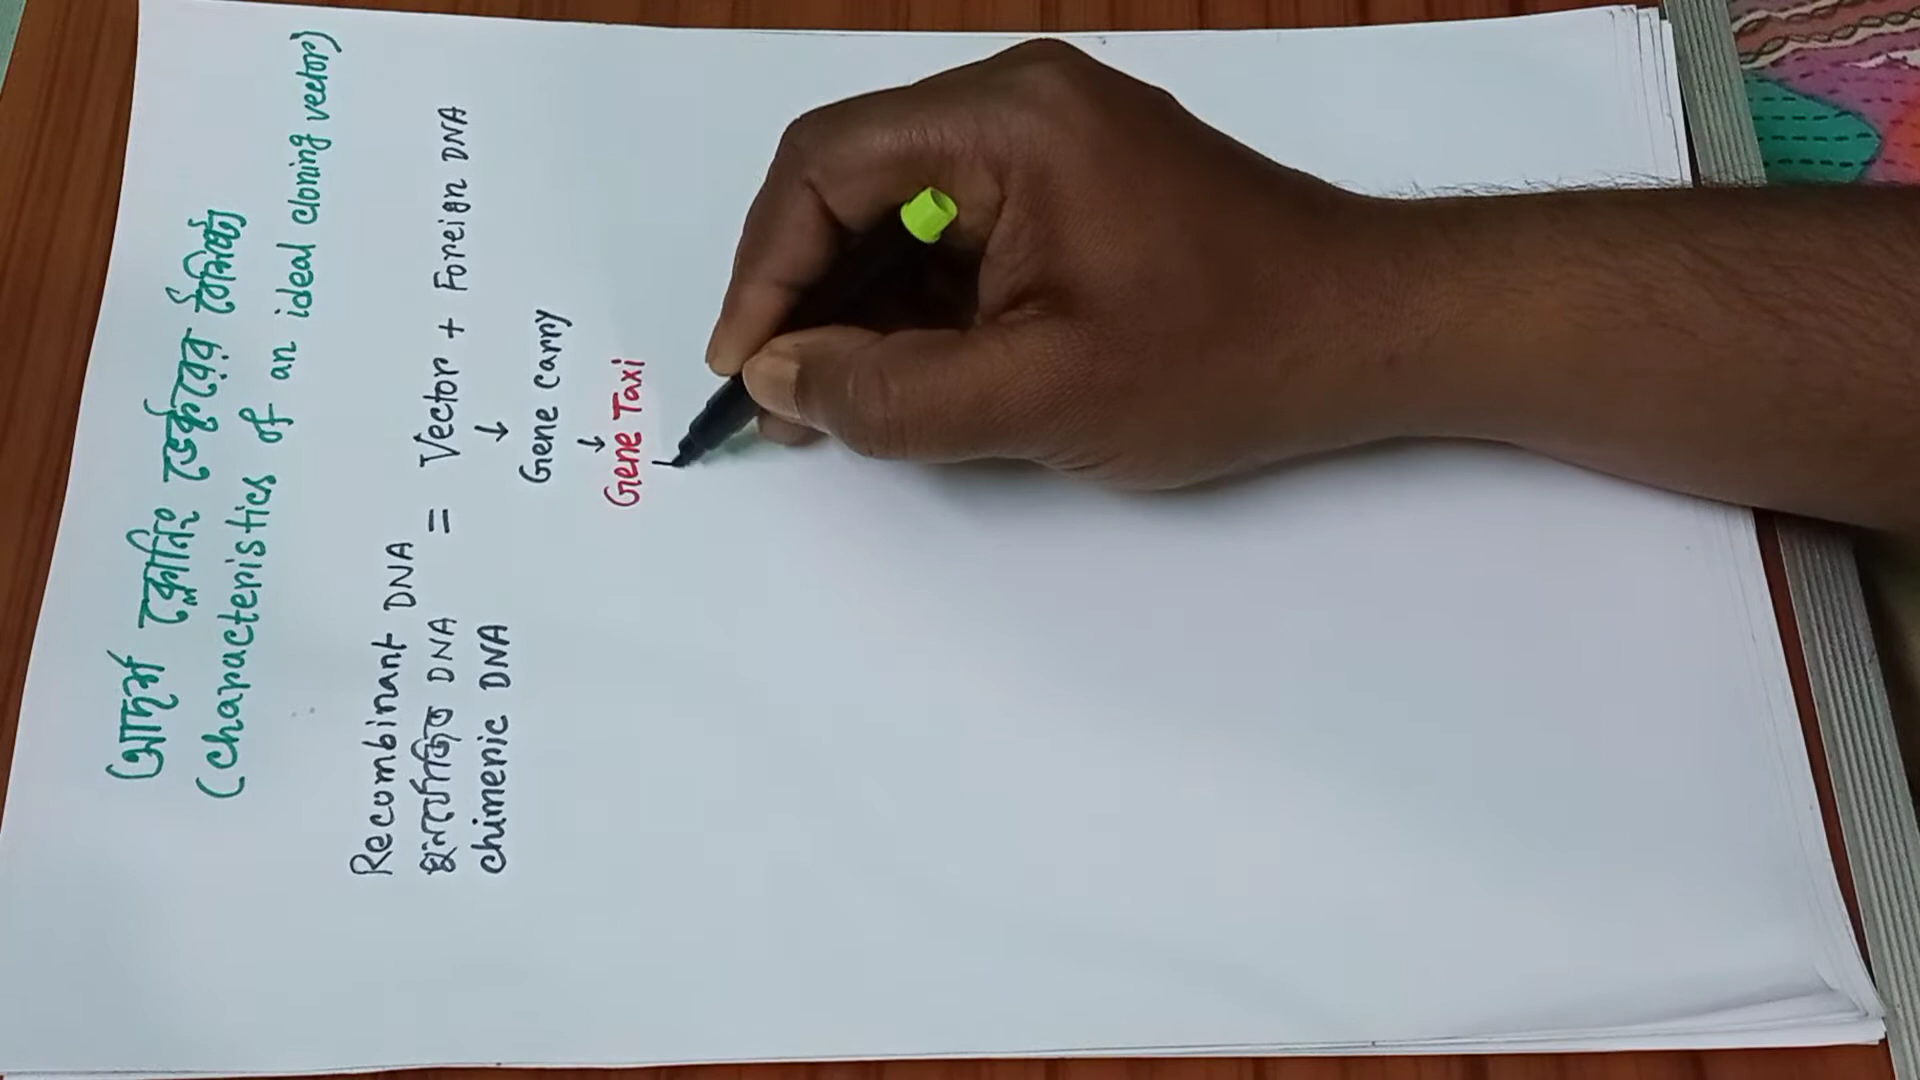 আদর্শ ক্লোনিং ভেক্টরের বৈশিষ্ট্য
(Characteristics of an ideal cloning vector)
Recombinant DNA
পুনর্যোজিত DNA = Vector + Foreign DNA
chimeric DNA
↓
Gene carry
↓
Gene Taxi